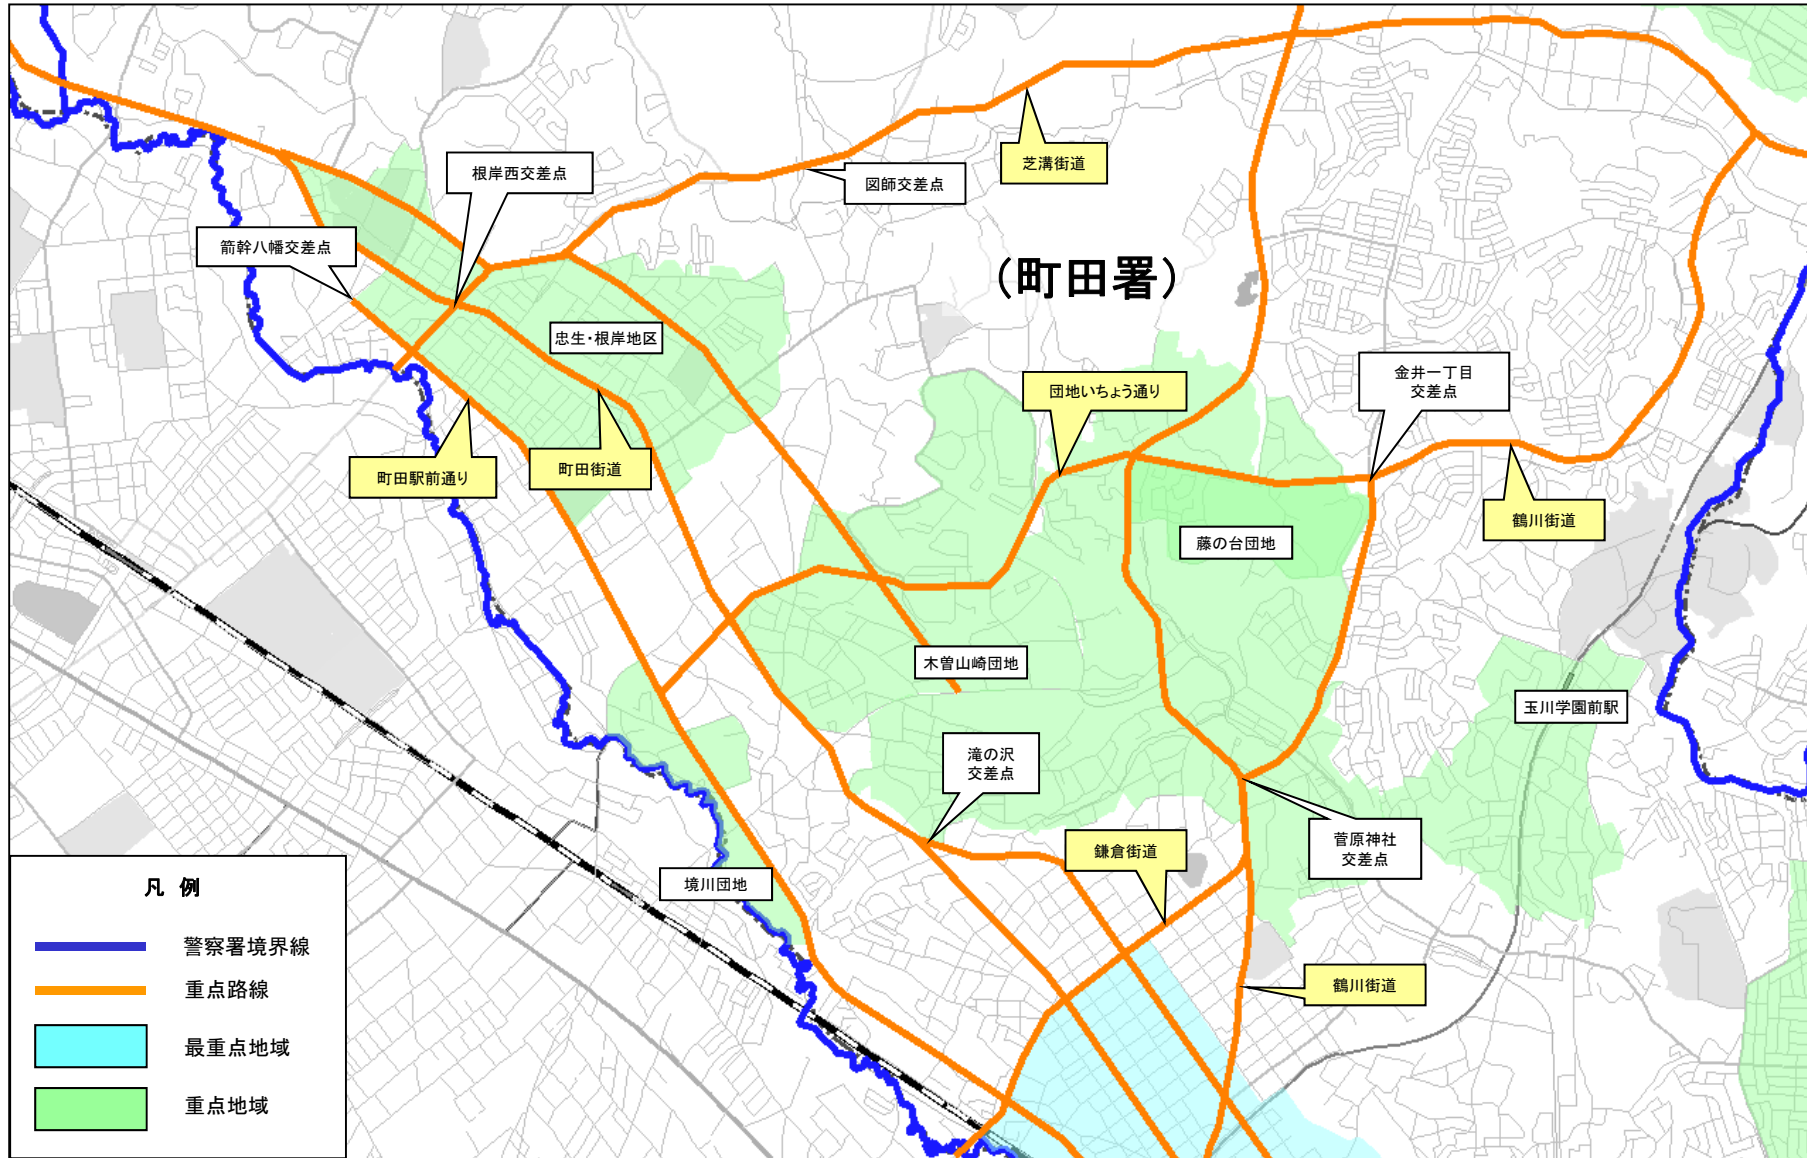 芝溝街道
根岸西交差点
図師交差点
箭幹八幡交差点
(町田署)
忠生・根岸地区
団地いちょう通り
金井一丁目
交差点
町田駅前通り
町田街道
鶴川街道
藤の台団地
木曽山崎団地
玉川学園前駅
滝の沢
交差点
鎌倉街道
菅原神社
交差点
境川団地
鶴川街道
凡 例
警察署境界線
重点路線
最重点地域
重点地域